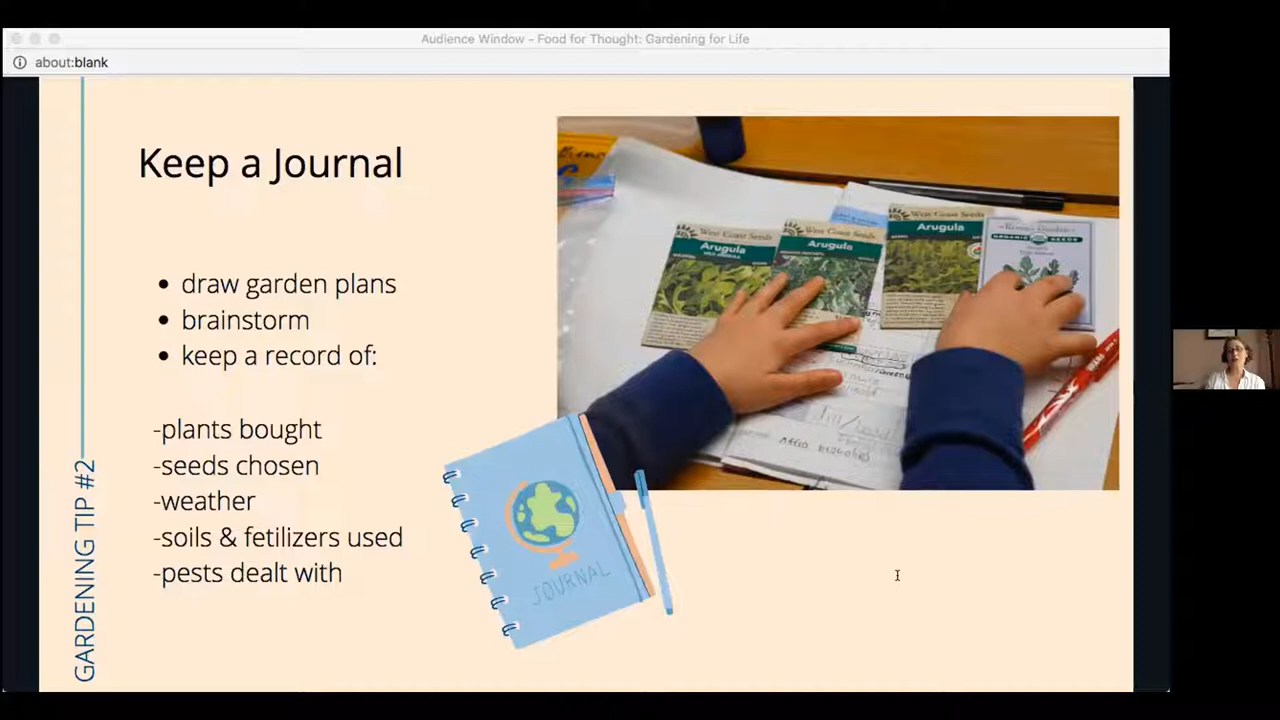 Audience Window – Food for Thought: Gardening for Life
about:blank
GARDENING TIP #2
Keep a Journal
• draw garden plans
• brainstorm
• keep a record of:
-plants bought
-seeds chosen
-weather
-soils & fetilizers used
-pests dealt with
West Coast Seeds
Arugula
West Coast Seeds
Arugula
West Coast Seeds
Arugula
ORGANIC SEEDS
JOURNAL